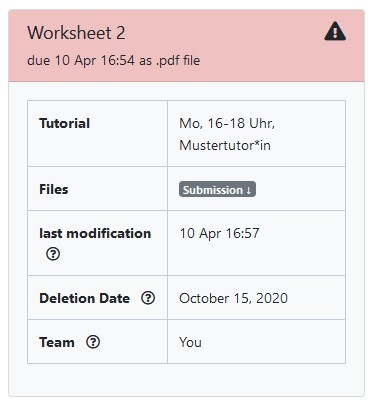 Worksheet 2
due 10 Apr 16:54 as .pdf file
Tutorial
Mo, 16-18 Uhr,
Mustertutor*in
Files
Submission ↓
last modification
10 Apr 16:57
Deletion Date
October 15, 2020
Team
You